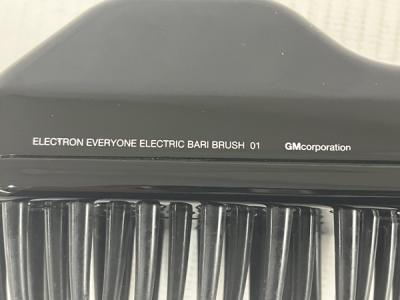 ELECTRON EVERYONE ELECTRIC BARI BRUSH 01 GMcorporation